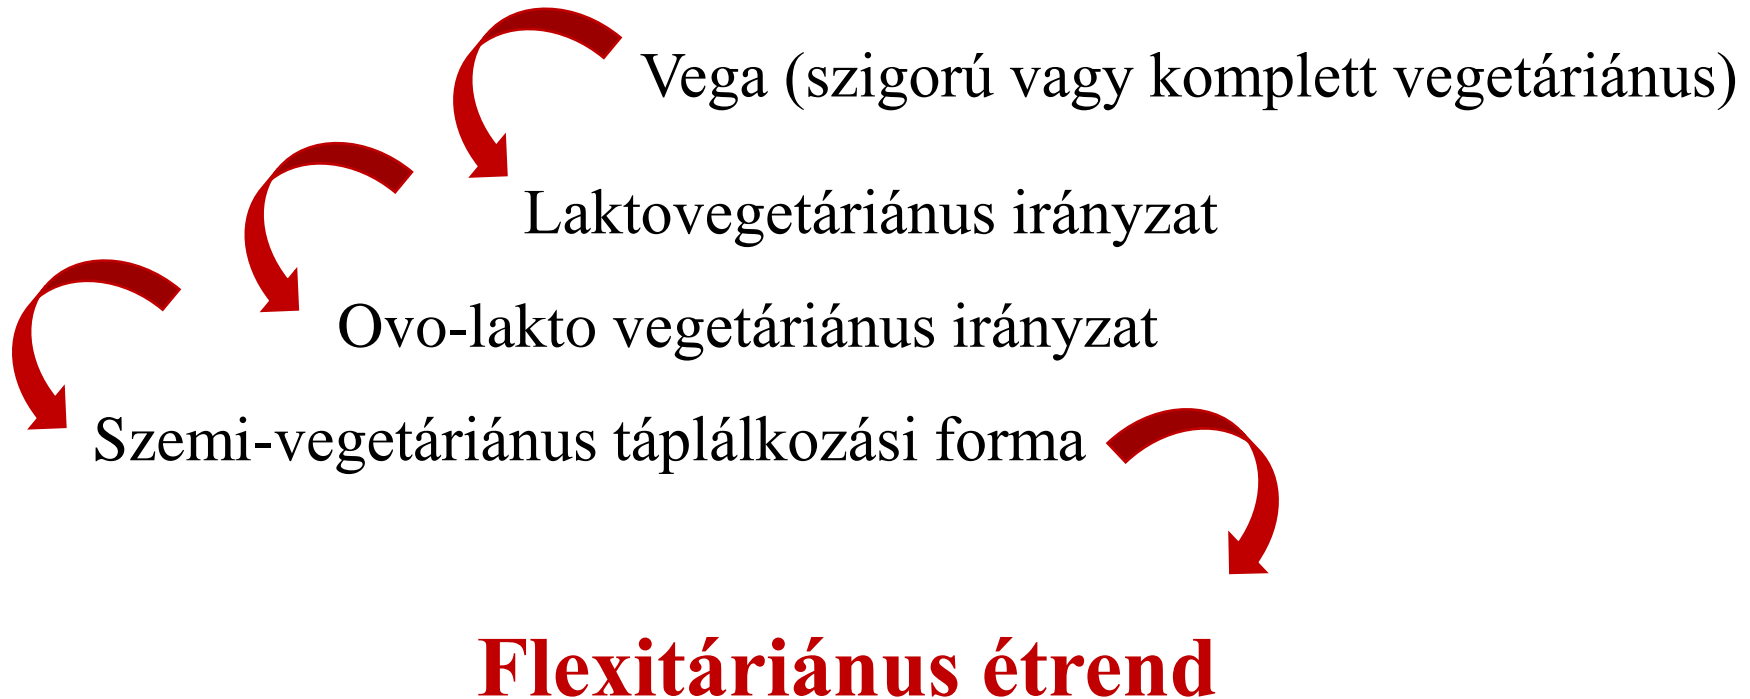 Vega (szigorú vagy komplett vegetáriánus)
Laktovegetáriánus irányzat
Ovo-lakto vegetáriánus irányzat
Szemi-vegetáriánus táplálkozási forma
Flexitáriánus étrend